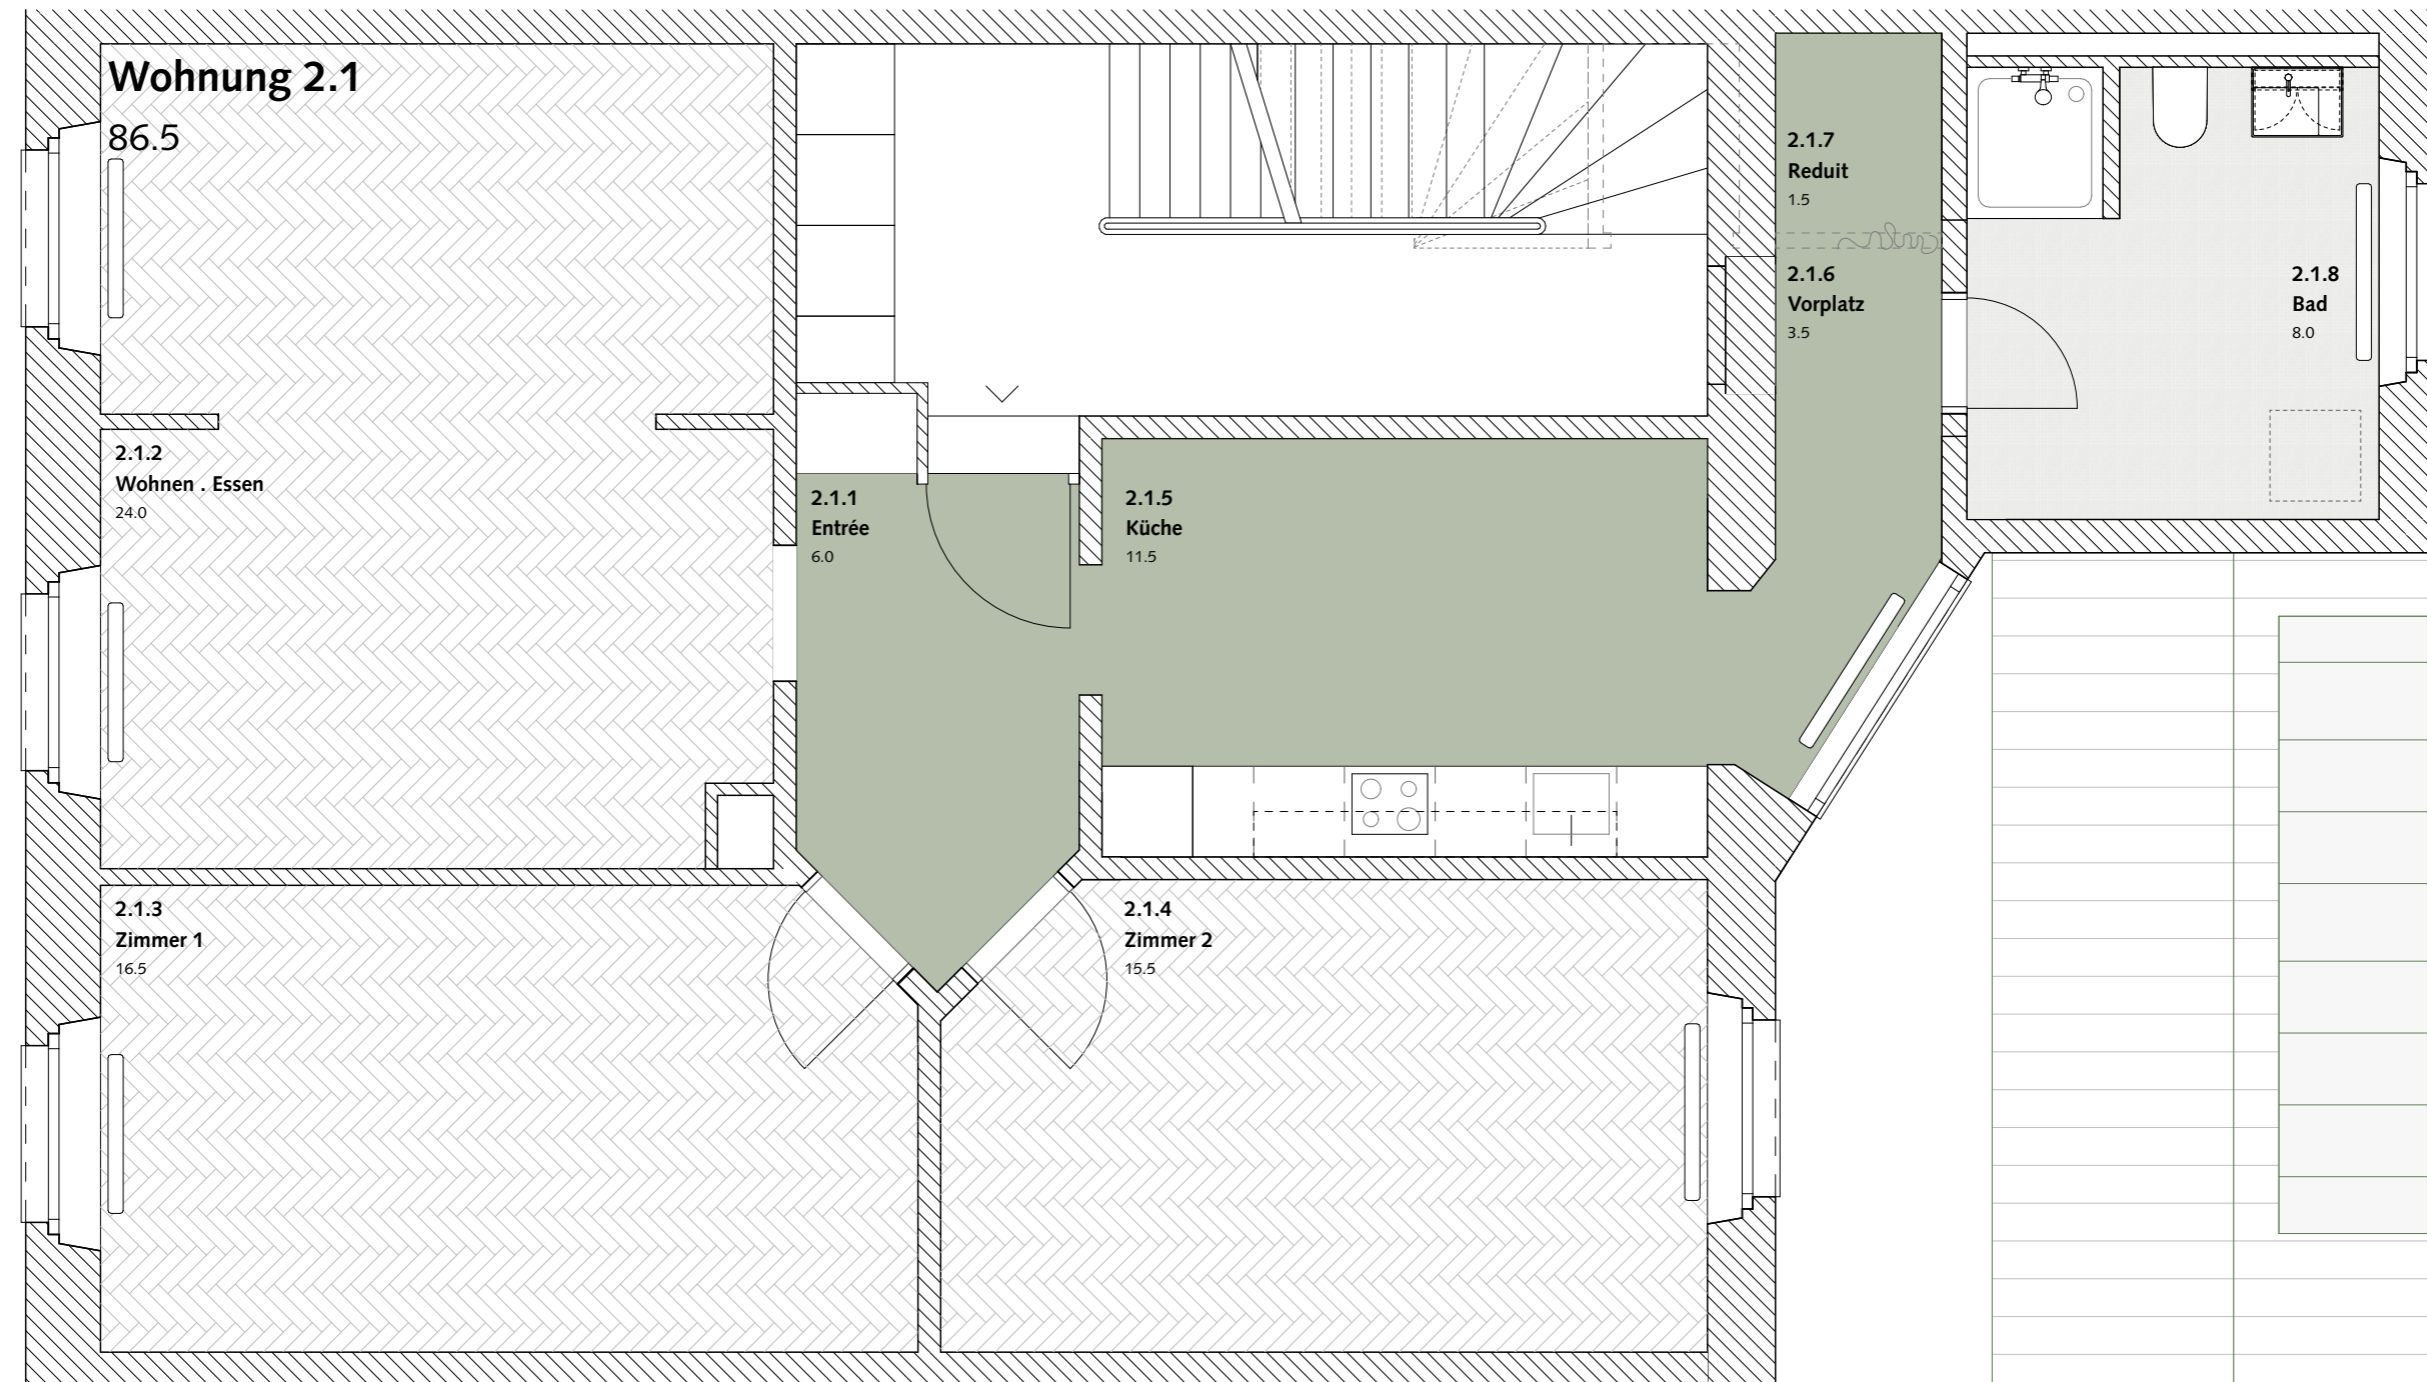 Wohnung 2.1
86.5
2.1.7
Reduit
1.5
2.1.6
Vorplatz
3.5
2.1.8
Bad
8.0
2.1.2
Wohnen . Essen
24.0
2.1.1
Entrée
6.0
2.1.5
Küche
11.5
2.1.3
Zimmer 1
16.5
2.1.4
Zimmer 2
15.5